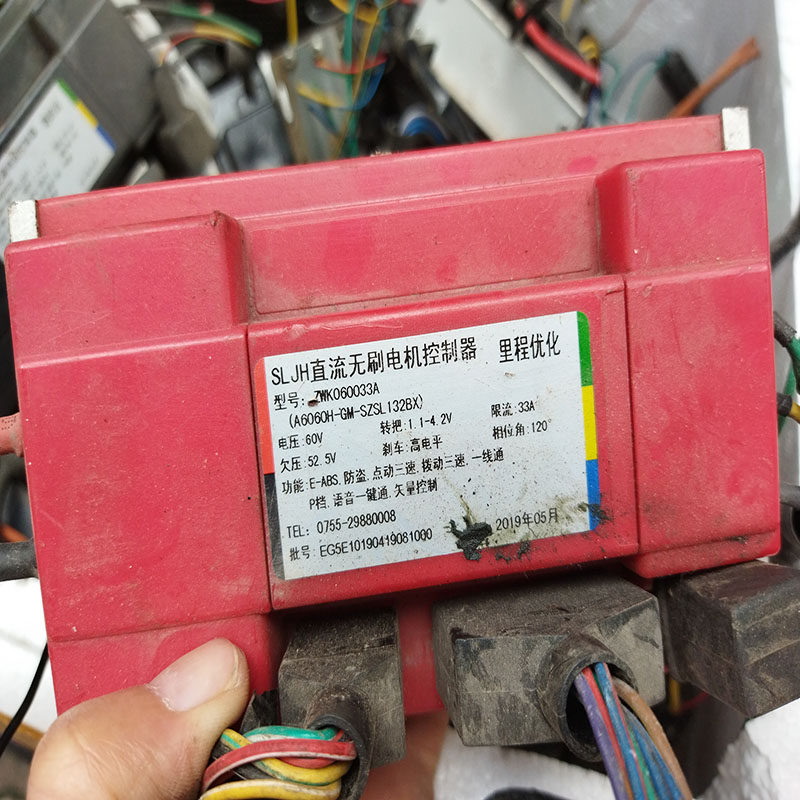 SLJH直流无刷电机控制器 里程优化
型号: ZWK060033A
(A6060H-GM-SZSL132BX)
电压:60V 转把:1.1-4.2V 限流:33A
欠压:52.5V 刹车:高电平 相位角:120°
功能:E-ABS.防盗.点动三速.拨动三速.一线通
P档.语音一键通.矢量控制
TEL: 0755-29880008
批号:EG5E10190419081000 2019年05月